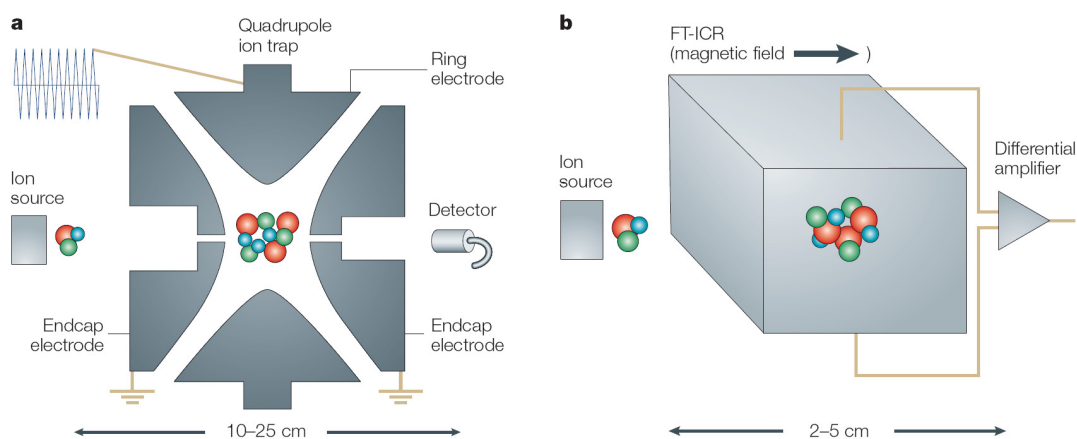 a
Quadrupole
ion trap
Ring
electrode
Ion
source
Detector
Endcap
electrode
Endcap
electrode
10–25 cm
b
FT-ICR
(magnetic field )
Ion
source
Differential
amplifier
2–5 cm